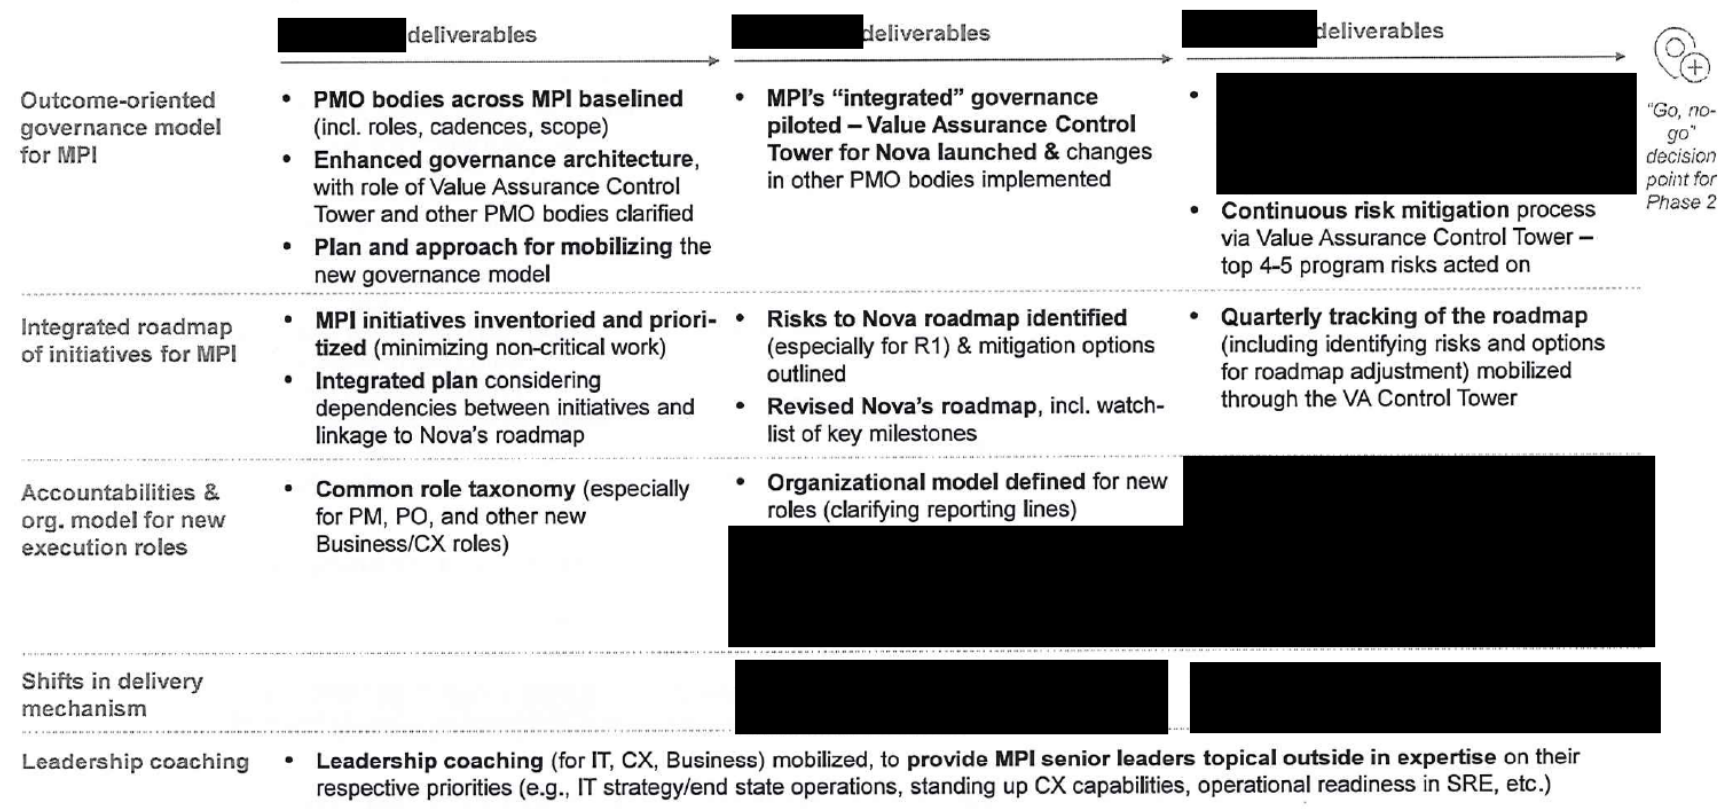 deliverables
deliverables
deliverables
Outcome-oriented
governance model
for MPI
• PMO bodies across MPI baselined
(incl. roles, cadences, scope)
• Enhanced governance architecture,
with role of Value Assurance Control
Tower and other PMO bodies clarified
• Plan and approach for mobilizing the
new governance model
• MPI's “integrated” governance
piloted – Value Assurance Control
Tower for Nova launched & changes
in other PMO bodies implemented
•
• Continuous risk mitigation process
via Value Assurance Control Tower –
top 4-5 program risks acted on
“Go, no-
go”
decision
point for
Phase 2
Integrated roadmap
of initiatives for MPI
• MPI initiatives inventoried and priori-
tized (minimizing non-critical work)
• Integrated plan considering
dependencies between initiatives and
linkage to Nova's roadmap
• Risks to Nova roadmap identified
(especially for R1) & mitigation options
outlined
• Revised Nova's roadmap, incl. watch-
list of key milestones
• Quarterly tracking of the roadmap
(including identifying risks and options
for roadmap adjustment) mobilized
through the VA Control Tower
Accountabilities &
org. model for new
execution roles
• Common role taxonomy (especially
for PM, PO, and other new
Business/CX roles)
• Organizational model defined for new
roles (clarifying reporting lines)
Shifts in delivery
mechanism
Leadership coaching
• Leadership coaching (for IT, CX, Business) mobilized, to provide MPI senior leaders topical outside in expertise on their
respective priorities (e.g., IT strategy/end state operations, standing up CX capabilities, operational readiness in SRE, etc.)